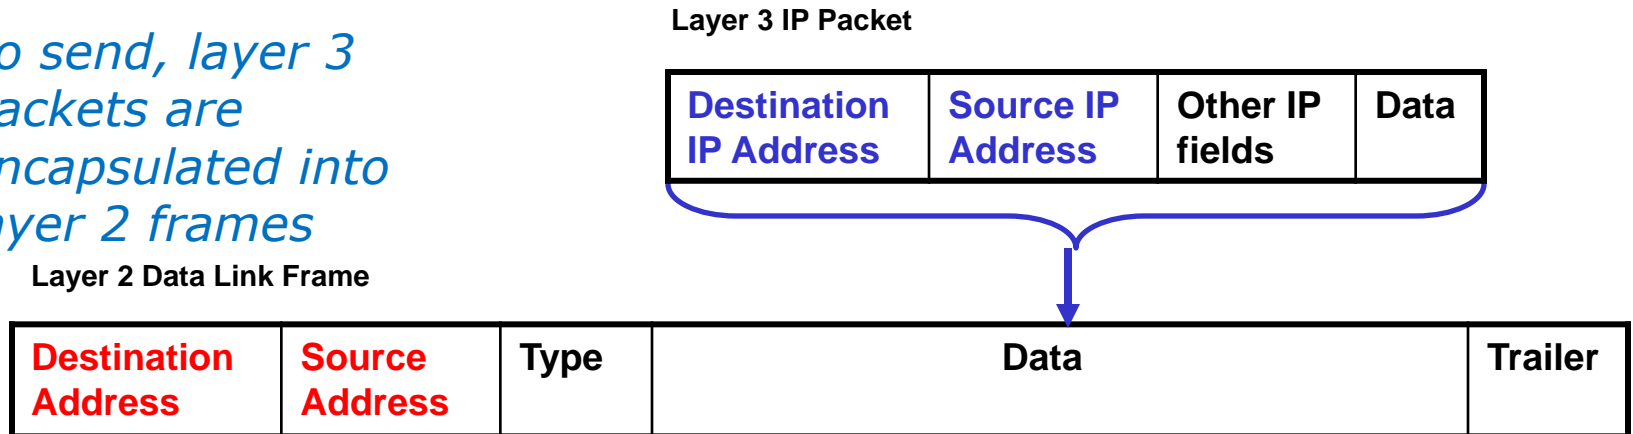 Layer 3 IP Packet
o send, layer 3
ackets are
ncapsulated into
yer 2 frames
Destination IP Address
Source IP Address
Other IP fields
Data
Layer 2 Data Link Frame
Destination Address
Source Address
Type
Data
Trailer